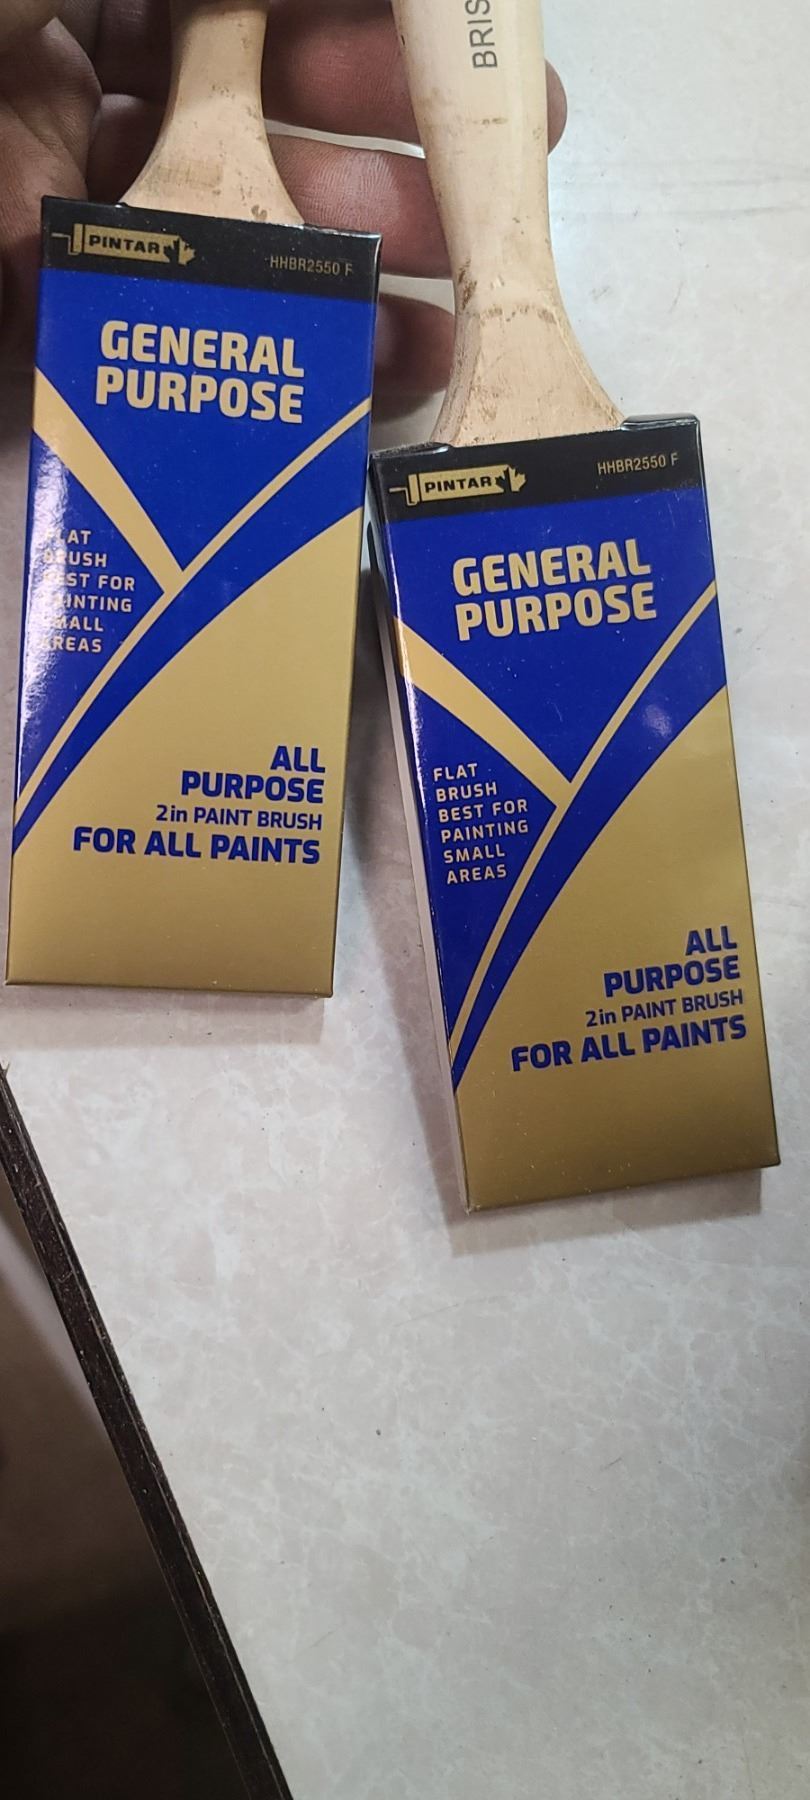 PINTAR
HHBR2550 F
GENERAL
PURPOSE
FLAT
BRUSH
BEST FOR
PAINTING
SMALL
AREAS
ALL
PURPOSE
2in PAINT BRUSH
FOR ALL PAINTS
BRIS
PINTAR
HHBR2550 F
GENERAL
PURPOSE
FLAT
BRUSH
BEST FOR
PAINTING
SMALL
AREAS
ALL
PURPOSE
2in PAINT BRUSH
FOR ALL PAINTS